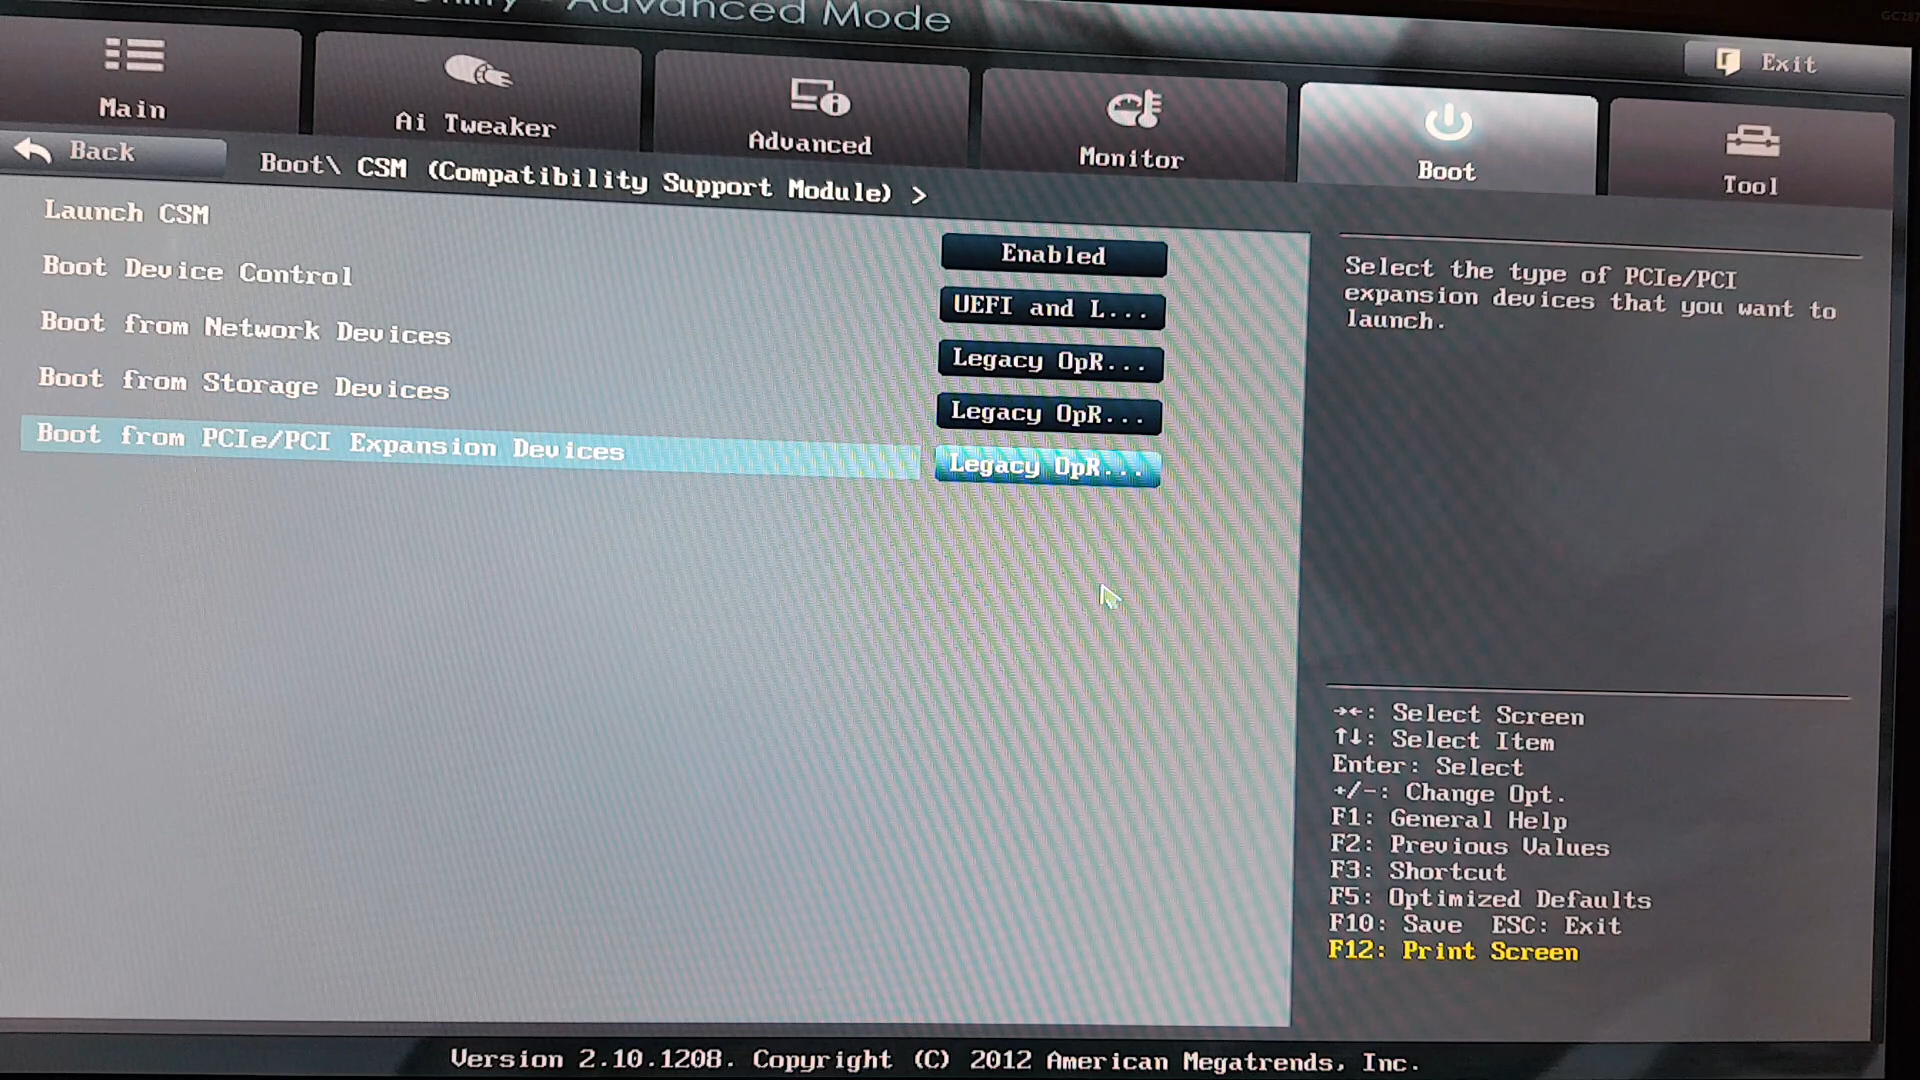 Advanced Mode
Exit
Main
Ai Tweaker
Advanced
Monitor
Boot
Tool
Back
Boot\ CSM (Compatibility Support Module) >
Launch CSM
Enabled
Boot Device Control
UEFI and L...
Boot from Network Devices
Legacy OpR...
Boot from Storage Devices
Legacy OpR...
Boot from PCIe/PCI Expansion Devices
Legacy OpR...
Select the type of PCIe/PCI
expansion devices that you want to
launch.
→←: Select Screen
↑↓: Select Item
Enter: Select
+/-: Change Opt.
F1: General Help
F2: Previous Values
F3: Shortcut
F5: Optimized Defaults
F10: Save ESC: Exit
F12: Print Screen
Version 2.10.1208. Copyright (C) 2012 American Megatrends, Inc.